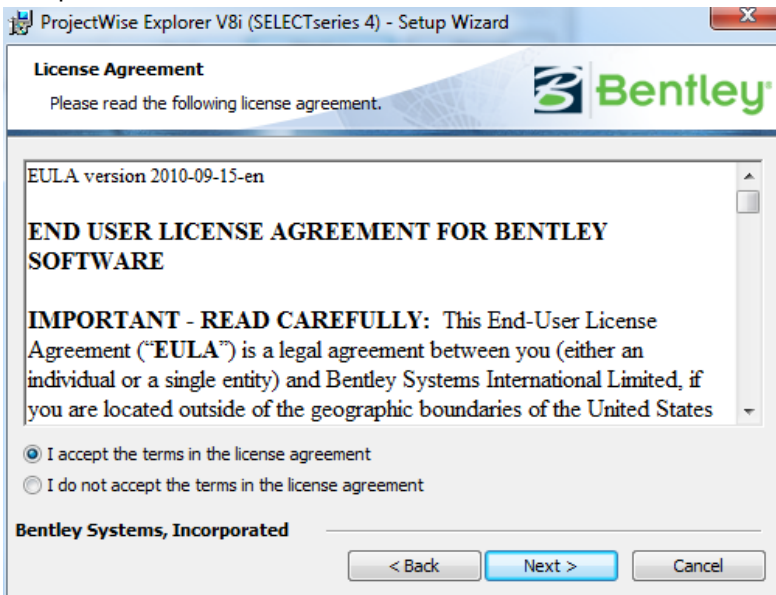 ProjectWise Explorer V8i (SELECTseries 4) - Setup Wizard
License Agreement
Please read the following license agreement.
Bentley
EULA version 2010-09-15-en
END USER LICENSE AGREEMENT FOR BENTLEY
SOFTWARE
IMPORTANT - READ CAREFULLY: This End-User License
Agreement (“EULA”) is a legal agreement between you (either an
individual or a single entity) and Bentley Systems International Limited, if
you are located outside of the geographic boundaries of the United States
I accept the terms in the license agreement
I do not accept the terms in the license agreement
Bentley Systems, Incorporated
< Back
Next >
Cancel